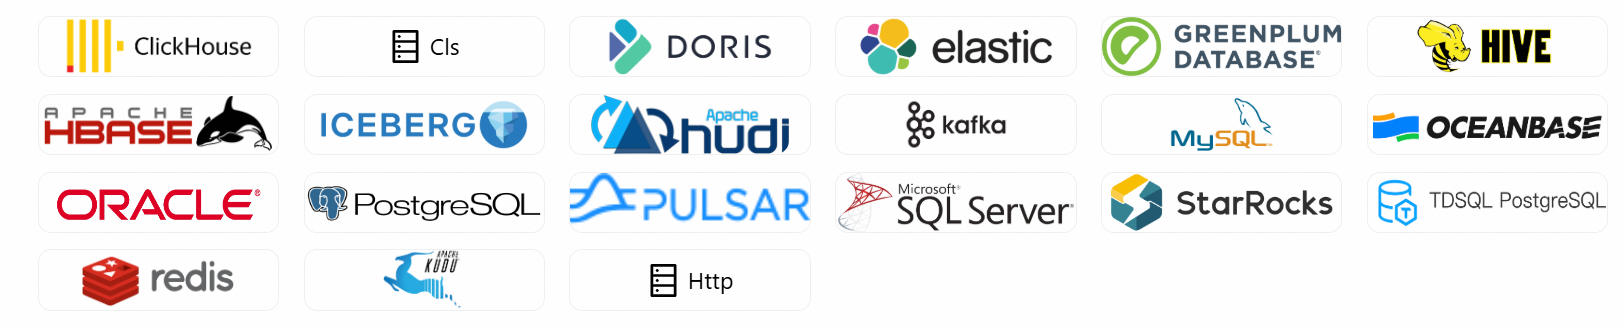 ClickHouse
Cls
DORIS
elastic
GREENPLUM
DATABASE®
HIVE
APACHE
HBASE
ICEBERG
Apache
hudi
kafka
MySQL™
OCEANBASE
ORACLE®
PostgreSQL
PULSAR
Microsoft®
SQL Server®
StarRocks
TDSQL PostgreSQL
T
redis
APACHE
KUDU
Http